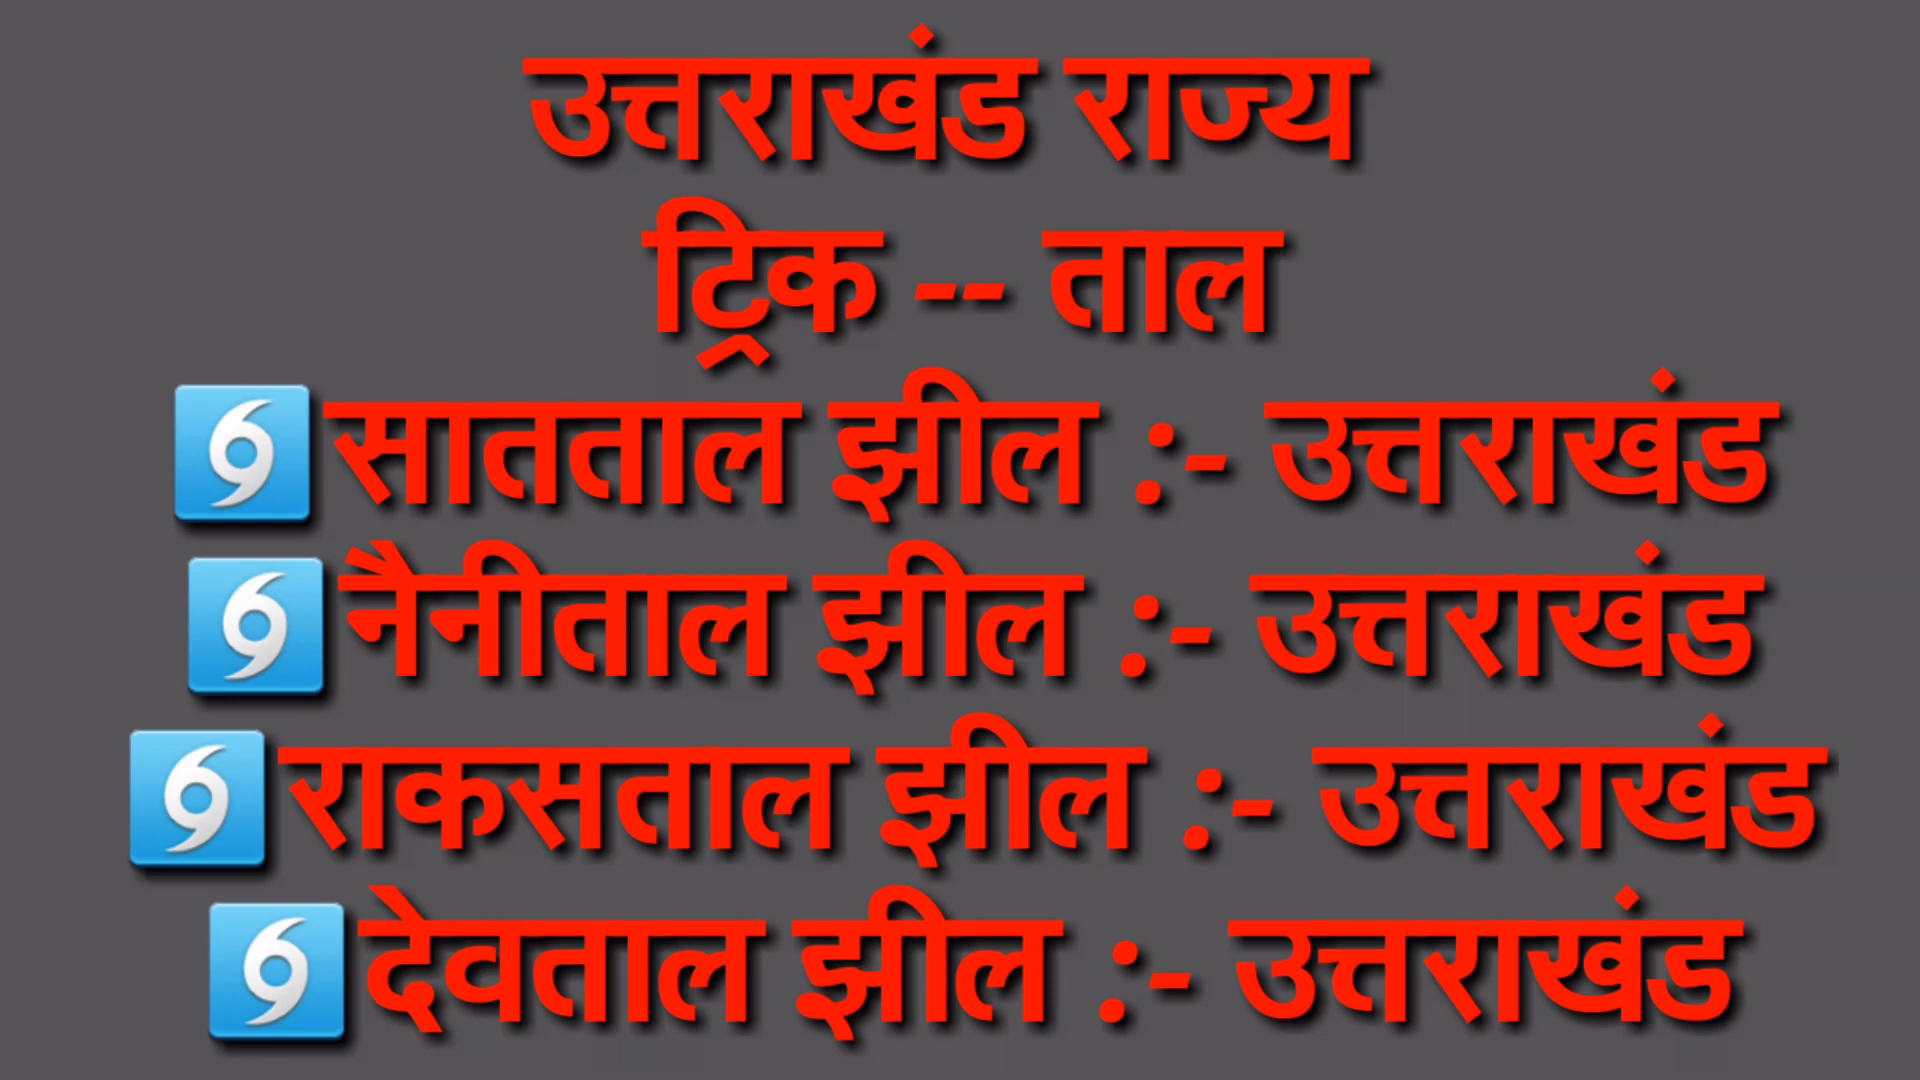 उत्तराखंड राज्य
ट्रिक -- ताल
🌀सातताल झील :- उत्तराखंड
🌀नैनीताल झील :- उत्तराखंड
🌀राकसताल झील :- उत्तराखंड
🌀देवताल झील :- उत्तराखंड